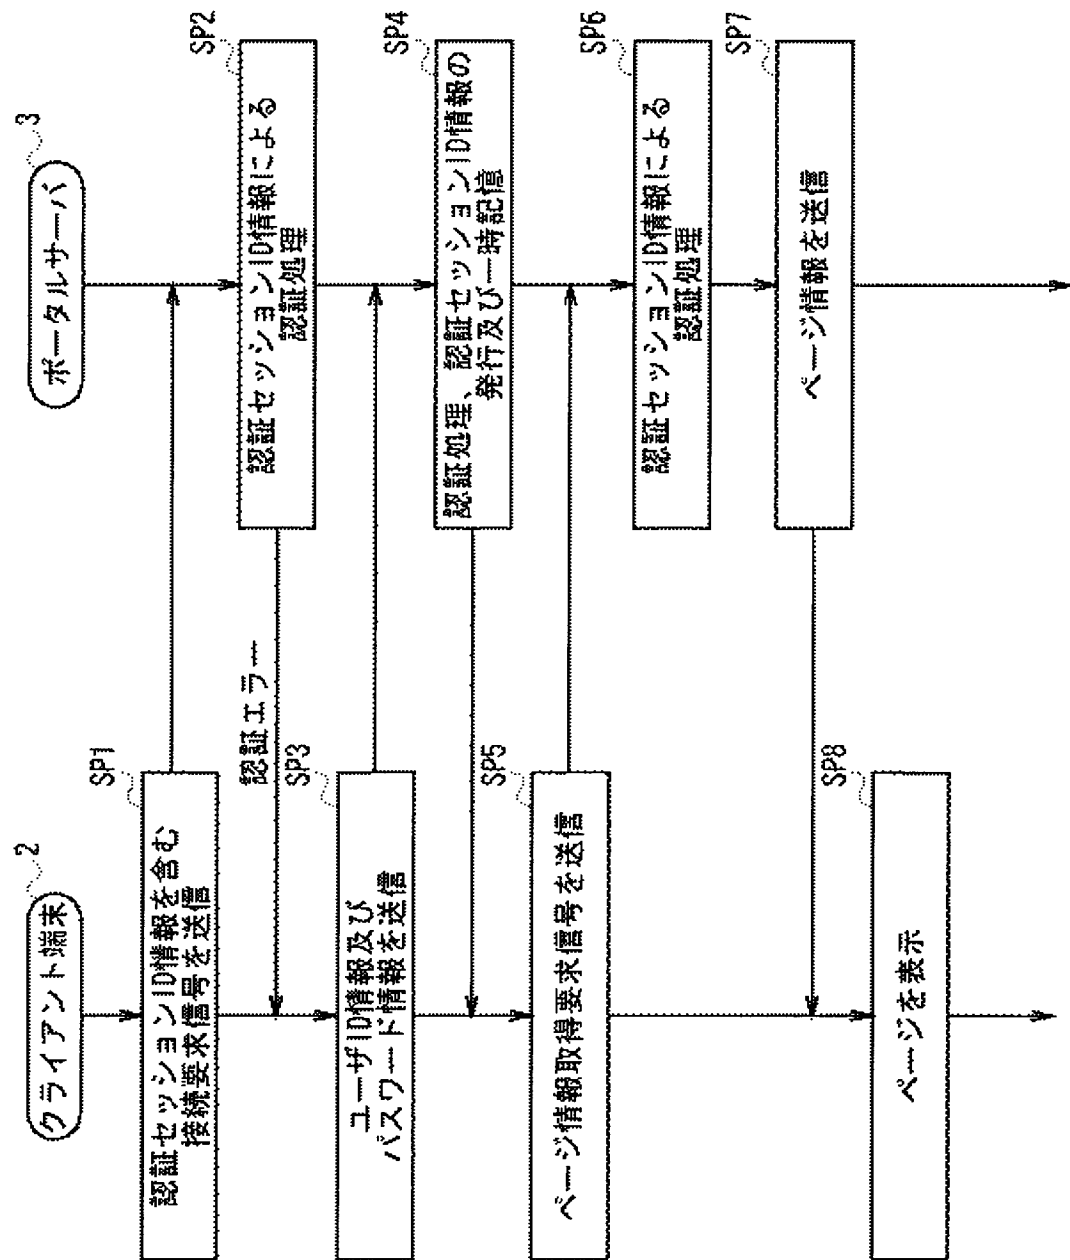 クライアント端末
2
ポータルサーバ
3
SP1
認証セッションID情報を含む
接続要求信号を送信
SP2
認証セッションID情報による
認証処理
認証エラー
SP3
ユーザID情報及び
パスワード情報を送信
SP4
認証処理、認証セッションID情報の
発行及び一時記憶
SP5
ページ情報取得要求信号を送信
SP6
認証セッションID情報による
認証処理
SP7
ページ情報を送信
SP8
ページを表示